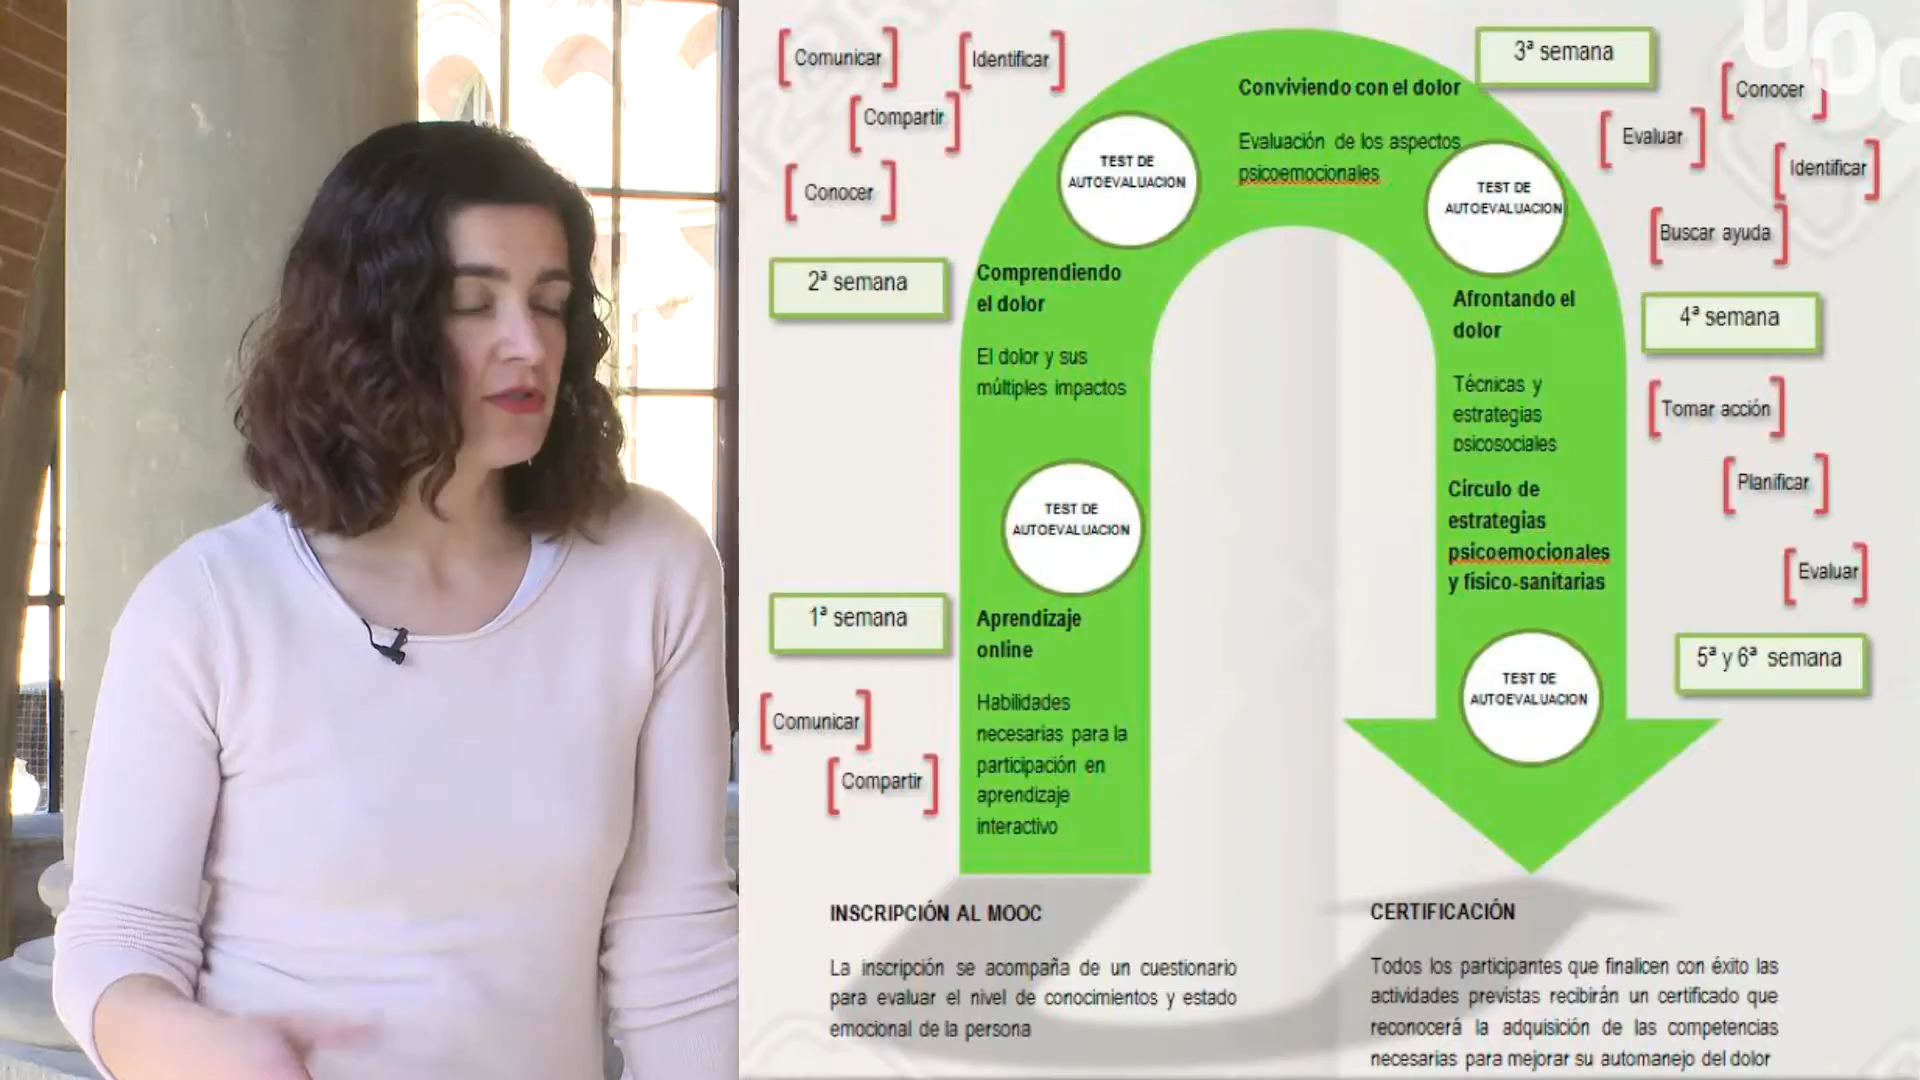 UOC
[Comunicar]
[Identificar]
[Compartir]
[Conocer]
2ª semana
1ª semana
[Comunicar]
[Compartir]
TEST DE
AUTOEVALUACION
Comprendiendo
el dolor
El dolor y sus
múltiples impactos
TEST DE
AUTOEVALUACION
Aprendizaje
online
Habilidades
necesarias para la
participación en
aprendizaje
interactivo
Conviviendo con el dolor
Evaluación de los aspectos
psicoemocionales
3ª semana
[Conocer]
[Evaluar]
[Identificar]
[Buscar ayuda]
TEST DE
AUTOEVALUACION
Afrontando el
dolor
Técnicas y
estrategias
psicosociales
4ª semana
[Tomar acción]
[Planificar]
[Evaluar]
Círculo de
estrategias
psicoemocionales
y físico-sanitarias
5ª y 6ª semana
TEST DE
AUTOEVALUACION
INSCRIPCIÓN AL MOOC
La inscripción se acompaña de un cuestionario
para evaluar el nivel de conocimientos y estado
emocional de la persona
CERTIFICACIÓN
Todos los participantes que finalicen con éxito las
actividades previstas recibirán un certificado que
reconocerá la adquisición de las competencias
necesarias para mejorar su automanejo del dolor